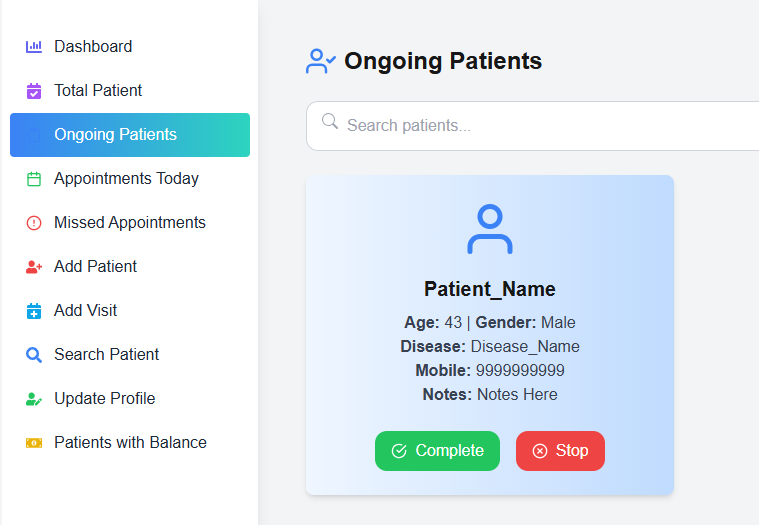 Dashboard
Total Patient
Ongoing Patients
Appointments Today
Missed Appointments
Add Patient
Add Visit
Search Patient
Update Profile
Patients with Balance
Ongoing Patients
Search patients...
Patient_Name
Age: 43 | Gender: Male
Disease: Disease_Name
Mobile: 9999999999
Notes: Notes Here
Complete
Stop